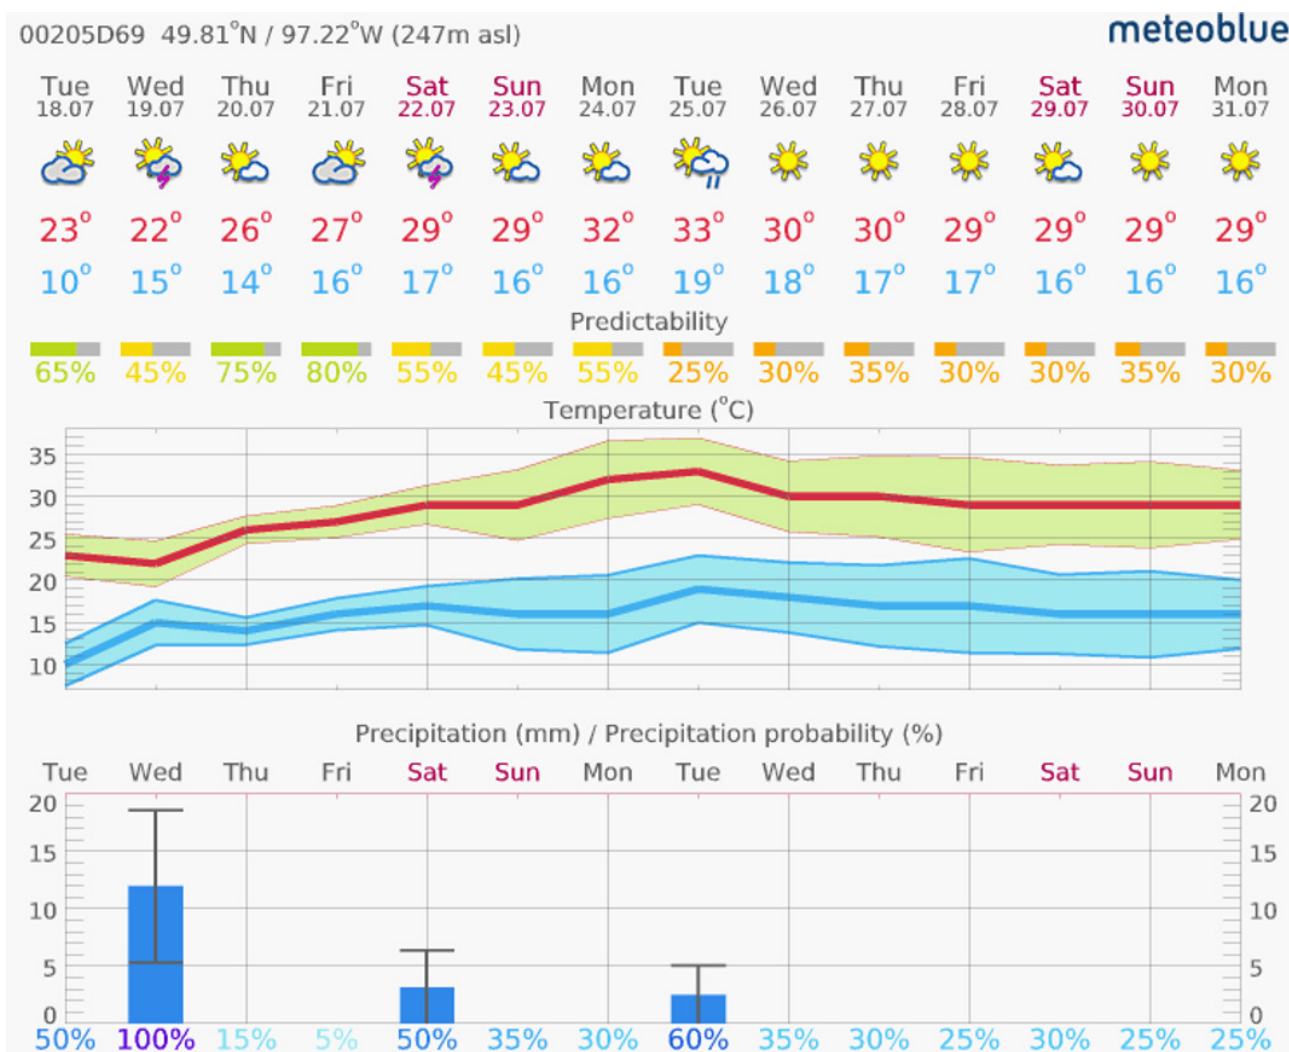 00205D69 49.81°N / 97.22°W (247m asl) meteoblue
Tue Wed Thu Fri Sat Sun Mon Tue Wed Thu Fri Sat Sun Mon
18.07 19.07 20.07 21.07 22.07 23.07 24.07 25.07 26.07 27.07 28.07 29.07 30.07 31.07
23° 22° 26° 27° 29° 29° 32° 33° 30° 30° 29° 29° 29° 29°
10° 15° 14° 16° 17° 16° 16° 19° 18° 17° 17° 16° 16° 16°
Predictability
65% 45% 75% 80% 55% 45% 55% 25% 30% 35% 30% 30% 35% 30%
Temperature (°C)
35
30
25
20
15
10
Precipitation (mm) / Precipitation probability (%)
Tue Wed Thu Fri Sat Sun Mon Tue Wed Thu Fri Sat Sun Mon
20 20
15 15
10 10
5 5
0 0
50% 100% 15% 5% 50% 35% 30% 60% 35% 30% 25% 30% 25% 25%